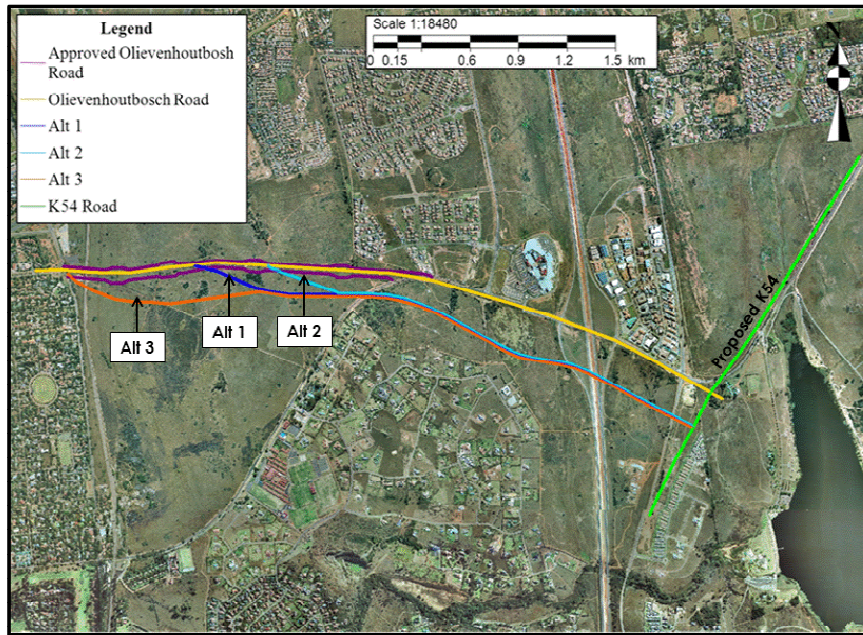 Legend
Approved Olievenhoutbosh
Road
Olievenhoutbosch Road
Alt 1
Alt 2
Alt 3
K54 Road
Scale 1:18480
0 0.15 0.6 0.9 1.2 1.5 km
N
Alt 3
Alt 1
Alt 2
Proposed K54